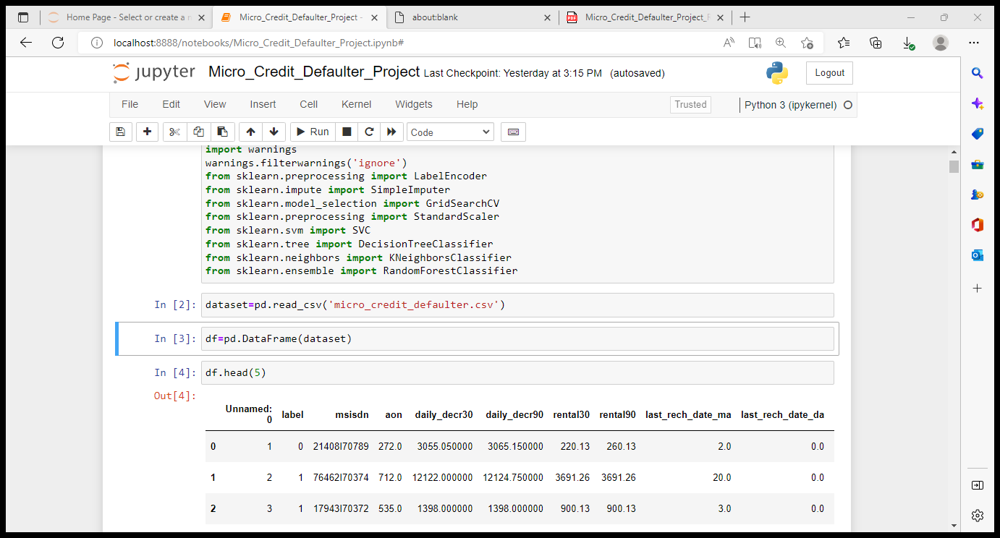 Home Page - Select or create a n
Micro_Credit_Defaulter_Project -
about:blank
Micro_Credit_Defaulter_Project_
localhost:8888/notebooks/Micro_Credit_Defaulter_Project.ipynb#
jupyter Micro_Credit_Defaulter_Project Last Checkpoint: Yesterday at 3:15 PM (autosaved)
Logout
File Edit View Insert Cell Kernel Widgets Help
Trusted
Python 3 (ipykernel)
Run
Code
import warnings
warnings.filterwarnings('ignore')
from sklearn.preprocessing import LabelEncoder
from sklearn.impute import SimpleImputer
from sklearn.model_selection import GridSearchCV
from sklearn.preprocessing import StandardScaler
from sklearn.svm import SVC
from sklearn.tree import DecisionTreeClassifier
from sklearn.neighbors import KNeighborsClassifier
from sklearn.ensemble import RandomForestClassifier
In [2]: dataset=pd.read_csv('micro_credit_defaulter.csv')
In [3]: df=pd.DataFrame(dataset)
In [4]: df.head(5)
Out[4]:
Unnamed: 0 label msisdn aon daily_decr30 daily_decr90 rental30 rental90 last_rech_date_ma last_rech_date_da
0 1 0 21408I70789 272.0 3055.050000 3065.150000 220.13 260.13 2.0 0.0
1 2 1 76462I70374 712.0 12122.000000 12124.750000 3691.26 3691.26 20.0 0.0
2 3 1 17943I70372 535.0 1398.000000 1398.000000 900.13 900.13 3.0 0.0